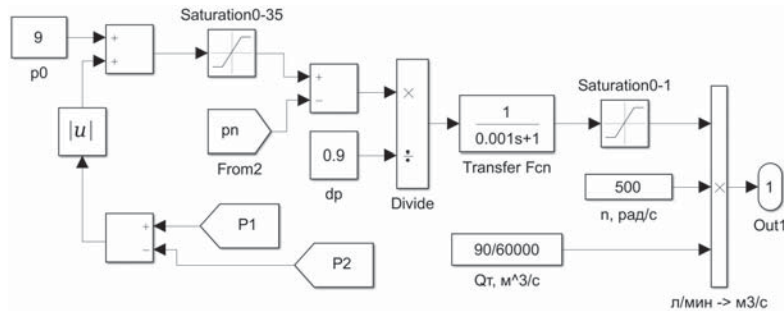 Saturation0-35
9
+
+
p0
+
−
×
pn
From2
|u|
0.9
dp
÷
Divide
1
0.001s+1
Transfer Fcn
Saturation0-1
500
n, рад/с
×
1
Out1
+
−
P1
P2
90/60000
Qт, м^3/с
л/мин -> м3/с